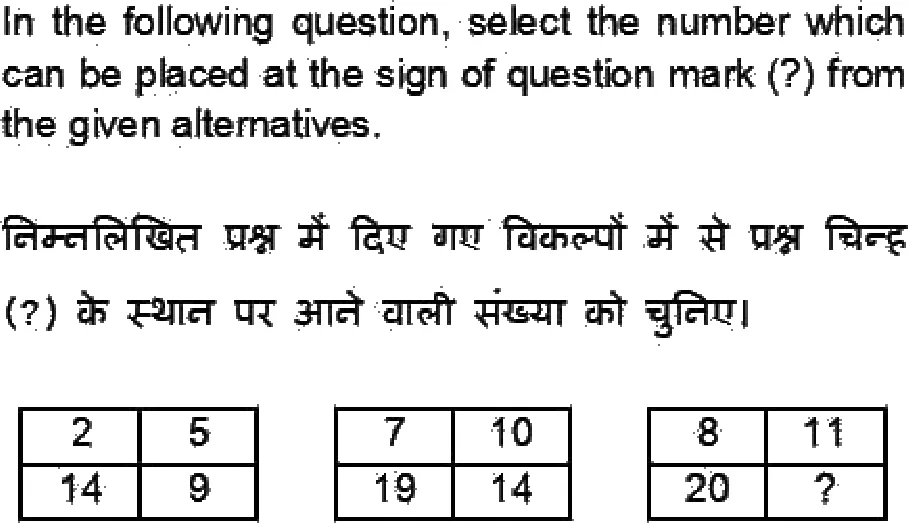 In the following question, select the number which
can be placed at the sign of question mark (?) from
the given alternatives.
निम्नलिखित प्रश्न में दिए गए विकल्पों में से प्रश्न चिन्ह
(?) के स्थान पर आने वाली संख्या को चुनिए।
2 5 7 10 8 11
14 9 19 14 20 ?